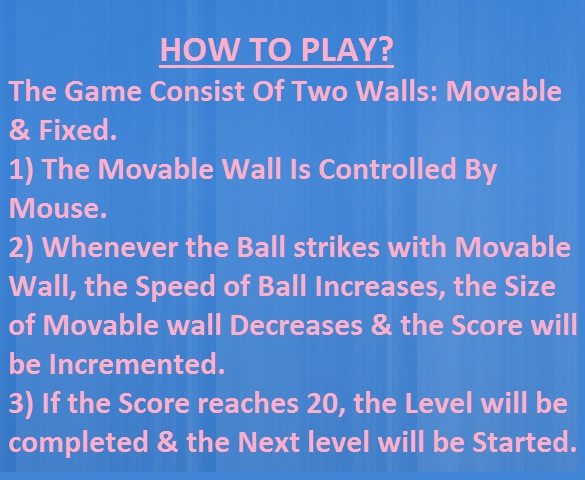 HOW TO PLAY?
The Game Consist Of Two Walls: Movable
& Fixed.
1) The Movable Wall Is Controlled By
Mouse.
2) Whenever the Ball strikes with Movable
Wall, the Speed of Ball Increases, the Size
of Movable wall Decreases & the Score will
be Incremented.
3) If the Score reaches 20, the Level will be
completed & the Next level will be Started.